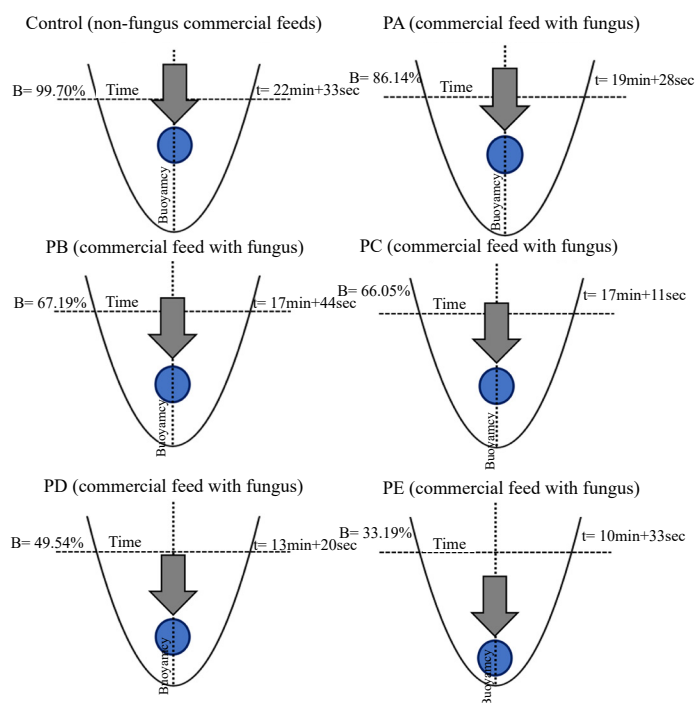 Control (non-fungus commercial feeds)
B= 99.70%
Time
t= 22min+33sec
Buoyamcy
PA (commercial feed with fungus)
B= 86.14%
Time
t= 19min+28sec
Buoyamcy
PB (commercial feed with fungus)
B= 67.19%
Time
t= 17min+44sec
Buoyamcy
PC (commercial feed with fungus)
B= 66.05%
Time
t= 17min+11sec
Buoyamcy
PD (commercial feed with fungus)
B= 49.54%
Time
t= 13min+20sec
Buoyamcy
PE (commercial feed with fungus)
B= 33.19%
Time
t= 10min+33sec
Buoyamcy